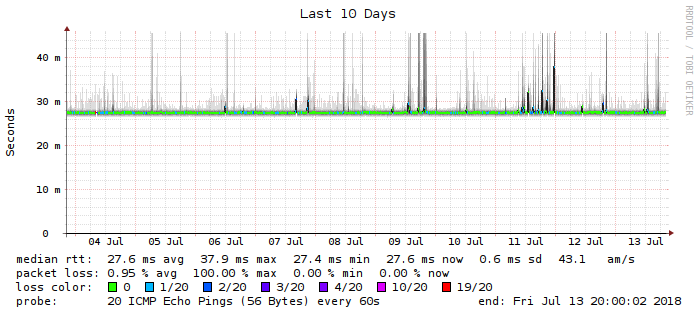 Last 10 Days
RRDTOOL / TOBI OETIKER
Seconds
40 m
30 m
20 m
10 m
0
04 Jul 05 Jul 06 Jul 07 Jul 08 Jul 09 Jul 10 Jul 11 Jul 12 Jul 13 Jul
median rtt: 27.6 ms avg 37.9 ms max 27.4 ms min 27.6 ms now 0.6 ms sd 43.1 am/s
packet loss: 0.95 % avg 100.00 % max 0.00 % min 0.00 % now
loss color: 0 1/20 2/20 3/20 4/20 10/20 19/20
probe: 20 ICMP Echo Pings (56 Bytes) every 60s end: Fri Jul 13 20:00:02 2018